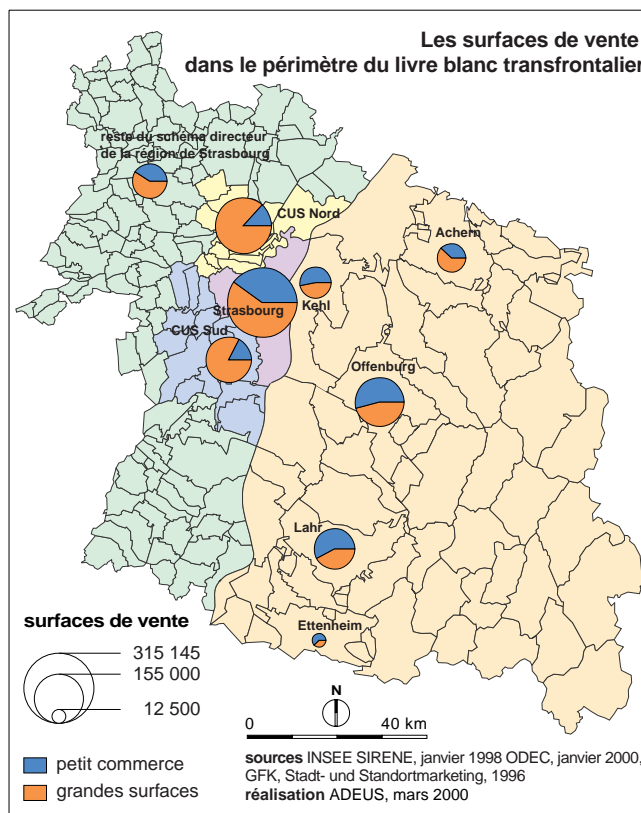 Les surfaces de vente
dans le périmètre du livre blanc transfrontalier
reste du schéma directeur
de la région de Strasbourg
CUS Nord
Achern
Strasbourg
Kehl
CUS Sud
Offenburg
Lahr
Ettenheim
surfaces de vente
315 145
155 000
12 500
N
0 40 km
petit commerce
grandes surfaces
sources INSEE SIRENE, janvier 1998 ODEC, janvier 2000,
GFK, Stadt- und Standortmarketing, 1996
réalisation ADEUS, mars 2000